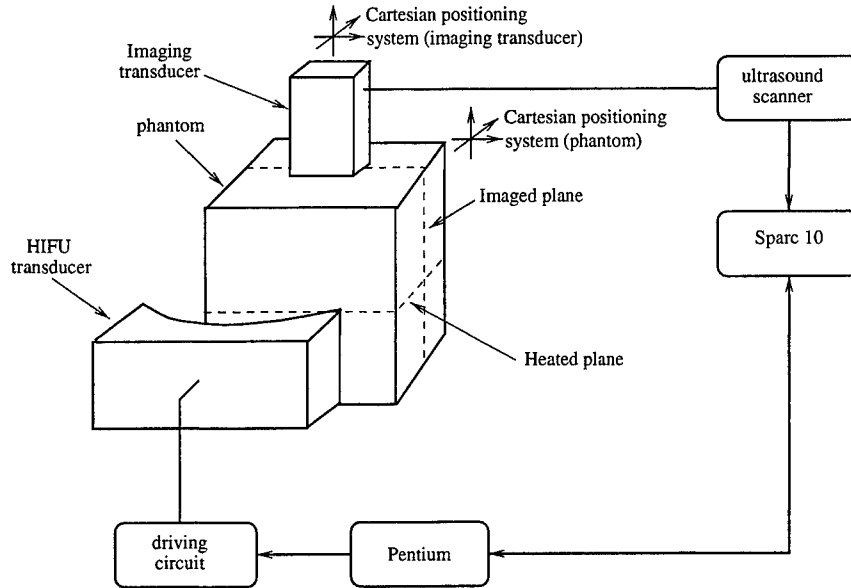 Cartesian positioning
system (imaging transducer)
Imaging
transducer
ultrasound
scanner
phantom
Cartesian positioning
system (phantom)
Imaged plane
Sparc 10
HIFU
transducer
Heated plane
driving
circuit
Pentium